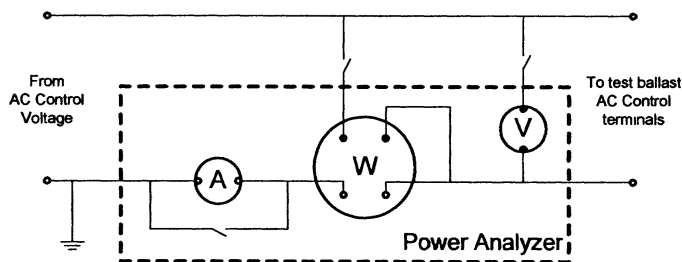 From
AC Control
Voltage
To test ballast
AC Control
terminals
V
W
A
Power Analyzer